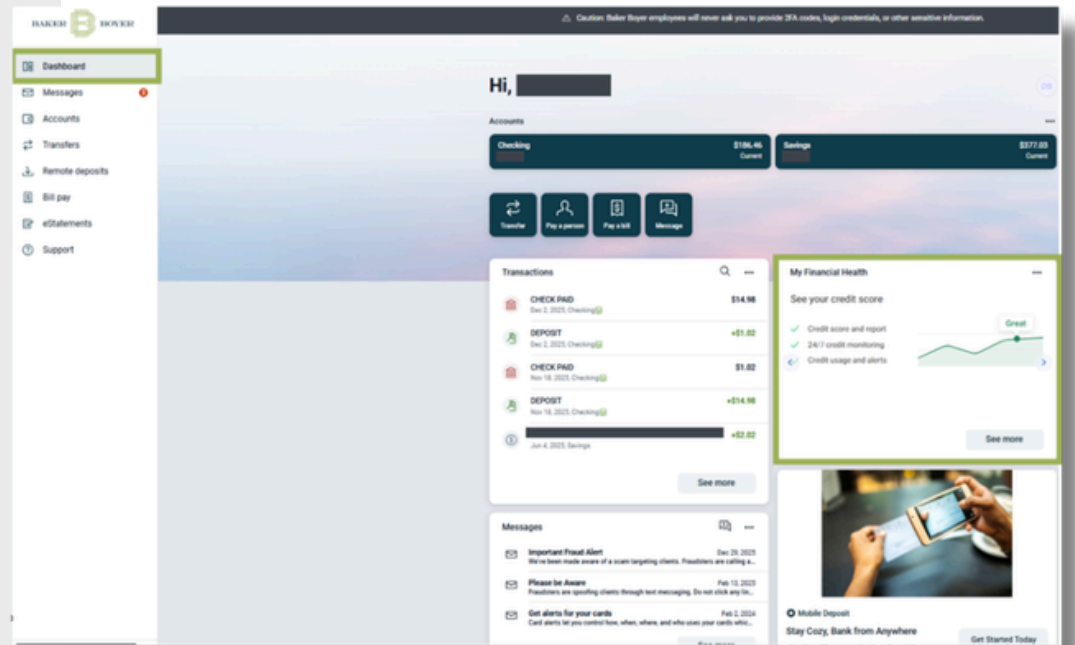 BAKER B BOYER
Caution: Baker Boyer employees will never ask you to provide 2FA codes, login credentials, or other sensitive information.
Dashboard
Messages
Accounts
Transfers
Remote deposits
Bill pay
eStatements
Support
Hi,
Accounts
Checking $186.46
Current
Savings $377.03
Current
Transfer Pay a person Pay a bill Message
Transactions
CHECK PAID $14.98
Dec 2, 2025, Checking
DEPOSIT +$1.02
Dec 2, 2025, Checking
CHECK PAID $1.02
Nov 18, 2025, Checking
DEPOSIT +$14.98
Nov 18, 2025, Checking
+$2.02
Jun 4, 2025, Savings
See more
My Financial Health
See your credit score
Credit score and report
24/7 credit monitoring
Credit usage and alerts
Great
See more
Messages
Important Fraud Alert Dec 29, 2025
We've been made aware of a scam targeting clients. Fraudsters are calling a...
Please be Aware Feb 13, 2025
Fraudsters are spoofing clients through text messaging. Do not click any lin...
Get alerts for your cards Feb 2, 2024
Card alerts let you control how, when, where, and who uses your cards whic...
See more
Mobile Deposit
Stay Cozy, Bank from Anywhere
Get Started Today